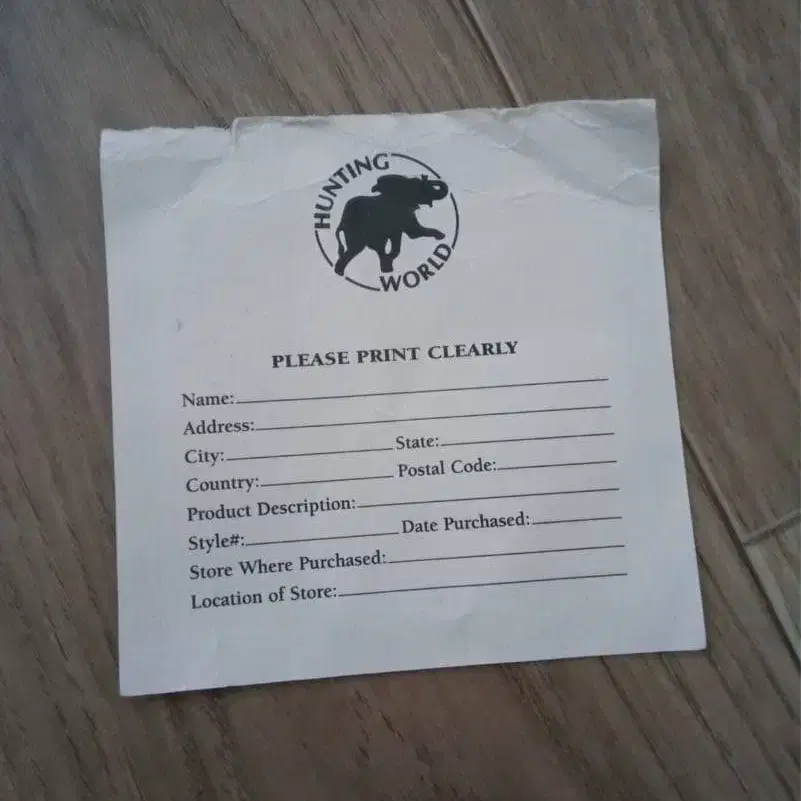 HUNTING
WORLD
PLEASE PRINT CLEARLY
Name:
Address:
City: State:
Country: Postal Code:
Product Description:
Style#: Date Purchased:
Store Where Purchased:
Location of Store: